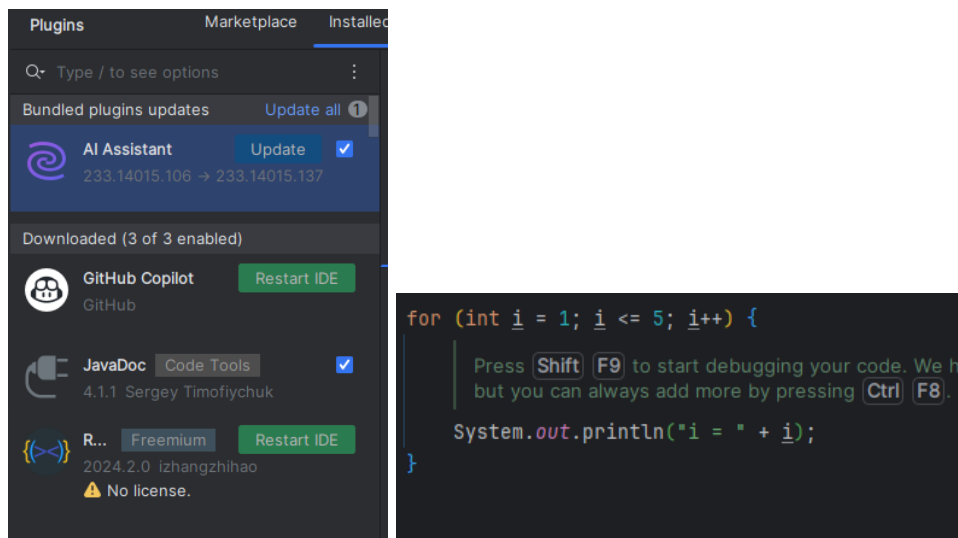 Plugins
Marketplace
Installed
Type / to see options
Bundled plugins updates
Update all 1
AI Assistant
Update
233.14015.106 → 233.14015.137
Downloaded (3 of 3 enabled)
GitHub Copilot
Restart IDE
GitHub
JavaDoc
Code Tools
4.1.1 Sergey Timofiychuk
R...
Freemium
Restart IDE
2024.2.0 izhangzhihao
No license.
for (int i = 1; i <= 5; i++) {
Press Shift F9 to start debugging your code. We h
but you can always add more by pressing Ctrl F8.
System.out.println("i = " + i);
}